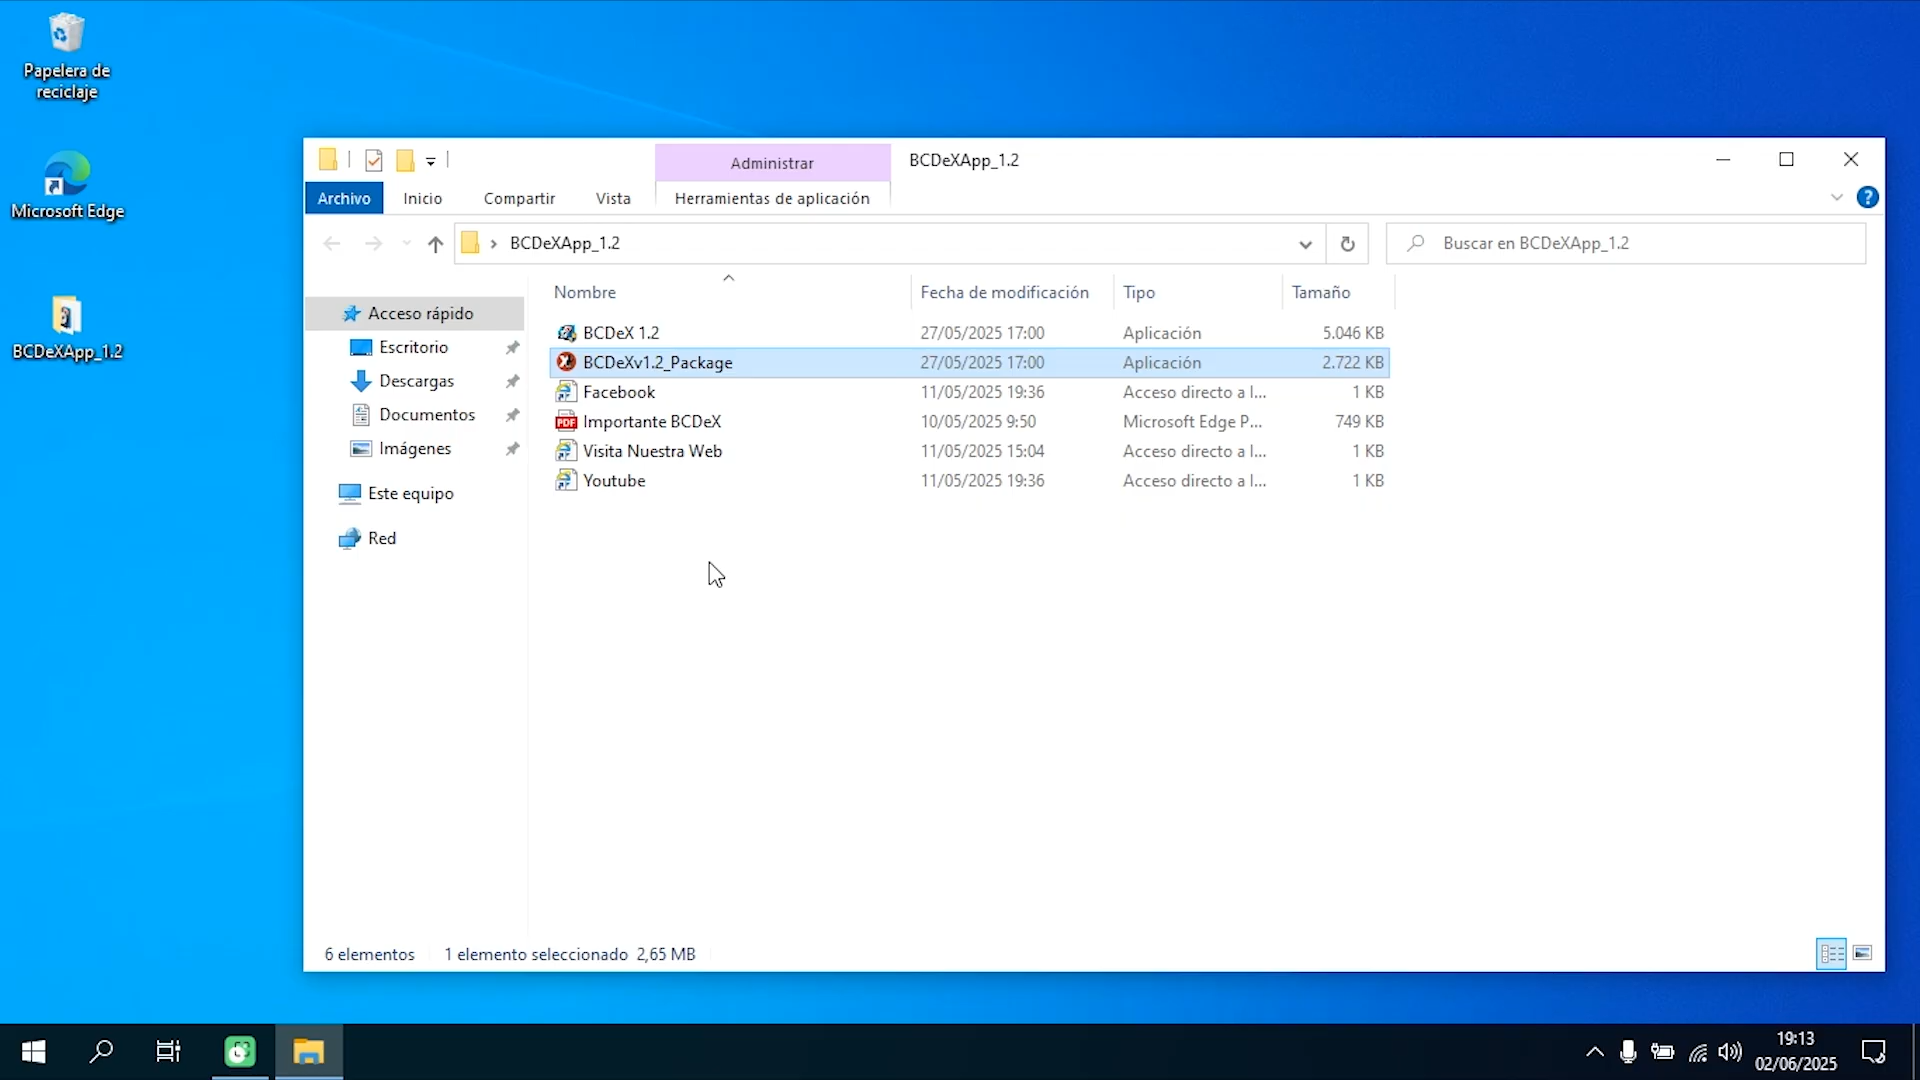 Papelera de
reciclaje
Microsoft Edge
BCDeXApp_1.2
Administrar
BCDeXApp_1.2
Archivo
Inicio
Compartir
Vista
Herramientas de aplicación
?
BCDeXApp_1.2
Buscar en BCDeXApp_1.2
Nombre
Fecha de modificación
Tipo
Tamaño
Acceso rápido
Escritorio
Descargas
Documentos
Imágenes
Este equipo
Red
BCDeX 1.2 27/05/2025 17:00 Aplicación 5.046 KB
BCDeXv1.2_Package 27/05/2025 17:00 Aplicación 2.722 KB
Facebook 11/05/2025 19:36 Acceso directo a I... 1 KB
PDF Importante BCDeX 10/05/2025 9:50 Microsoft Edge P... 749 KB
Visita Nuestra Web 11/05/2025 15:04 Acceso directo a I... 1 KB
Youtube 11/05/2025 19:36 Acceso directo a I... 1 KB
6 elementos
1 elemento seleccionado 2,65 MB
19:13
02/06/2025